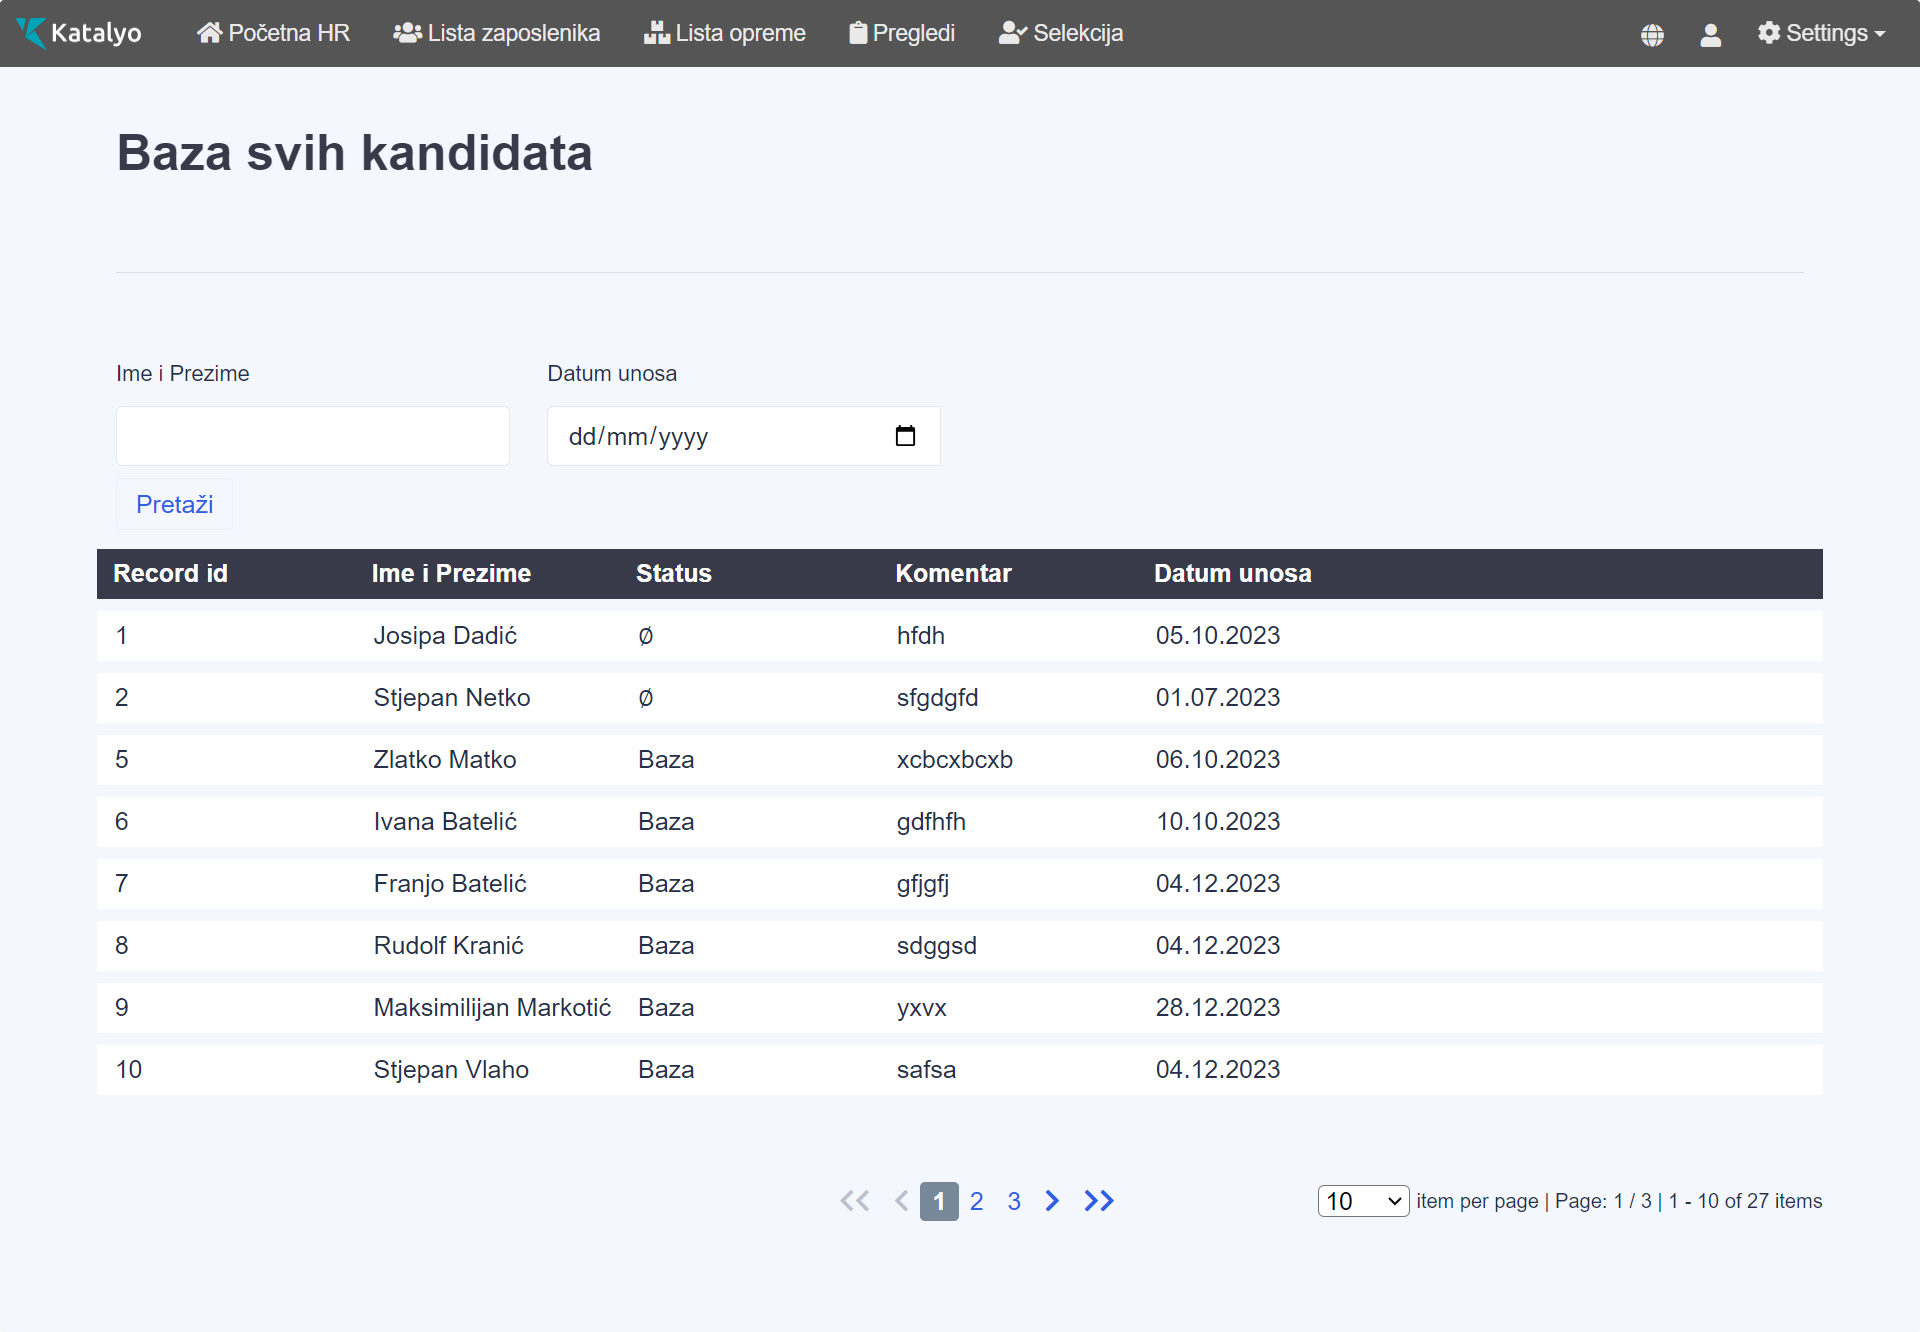 Katalyo Početna HR Lista zaposlenika Lista opreme Pregledi Selekcija Settings
Baza svih kandidata
Ime i Prezime Datum unosa
dd/mm/yyyy
Pretaži
Record id Ime i Prezime Status Komentar Datum unosa
1 Josipa Dadić Ø hfdh 05.10.2023
2 Stjepan Netko Ø sfgdgfd 01.07.2023
5 Zlatko Matko Baza xcbcxbcxb 06.10.2023
6 Ivana Batelić Baza gdfhfh 10.10.2023
7 Franjo Batelić Baza gfjgfj 04.12.2023
8 Rudolf Kranić Baza sdggsd 04.12.2023
9 Maksimilijan Markotić Baza yxvx 28.12.2023
10 Stjepan Vlaho Baza safsa 04.12.2023
1 2 3 10 item per page | Page: 1 / 3 | 1 - 10 of 27 items